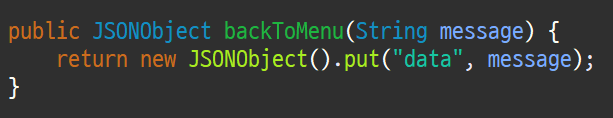 public JSONObject backToMenu(String message) {
    return new JSONObject().put("data", message);
}